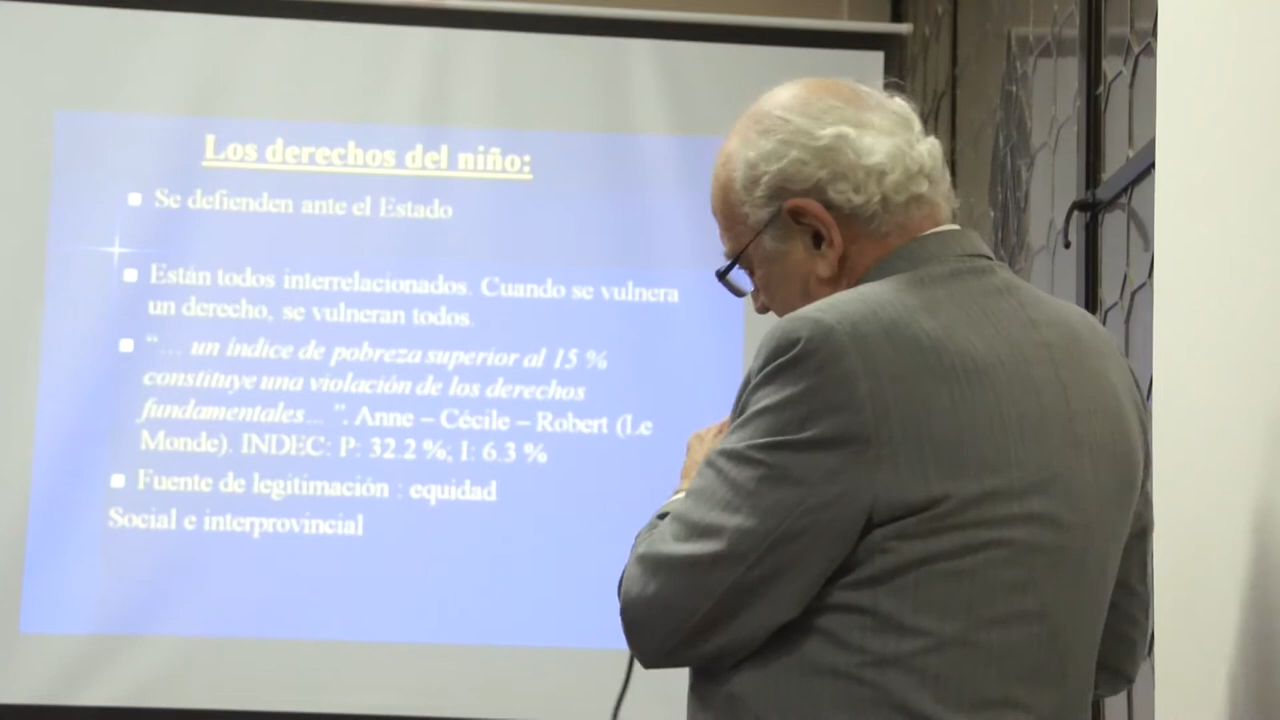 Los derechos del niño:
Se defienden ante el Estado
Están todos interrelacionados. Cuando se vulnera
un derecho, se vulneran todos.
"... un índice de pobreza superior al 15 %
constituye una violación de los derechos
fundamentales... ". Anne – Cécile – Robert (Le
Monde). INDEC: P: 32.2 %; I: 6.3 %
Fuente de legitimación : equidad
Social e interprovincial